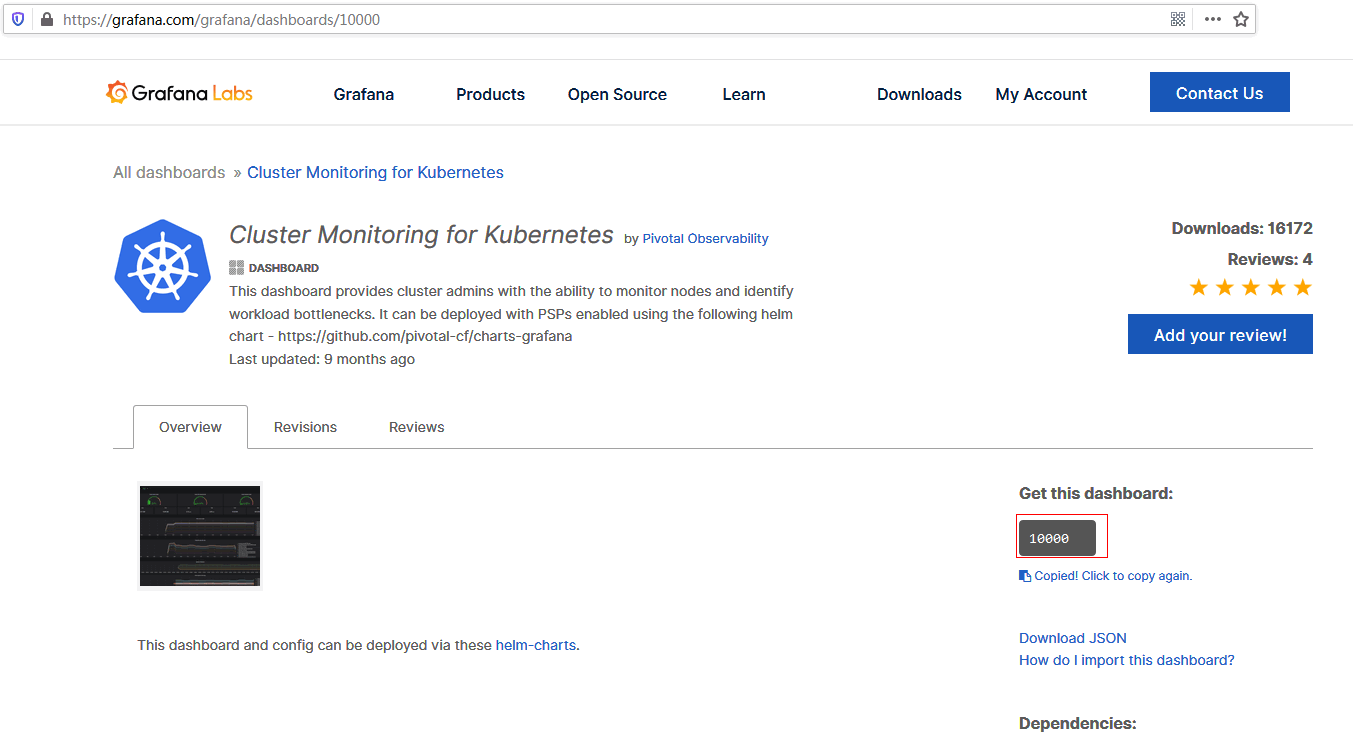 https://grafana.com/grafana/dashboards/10000
Grafana Labs
Grafana
Products
Open Source
Learn
Downloads
My Account
Contact Us
All dashboards » Cluster Monitoring for Kubernetes
Cluster Monitoring for Kubernetes by Pivotal Observability
DASHBOARD
This dashboard provides cluster admins with the ability to monitor nodes and identify
workload bottlenecks. It can be deployed with PSPs enabled using the following helm
chart - https://github.com/pivotal-cf/charts-grafana
Last updated: 9 months ago
Downloads: 16172
Reviews: 4
Add your review!
Overview
Revisions
Reviews
Get this dashboard:
10000
Copied! Click to copy again.
This dashboard and config can be deployed via these helm-charts.
Download JSON
How do I import this dashboard?
Dependencies: